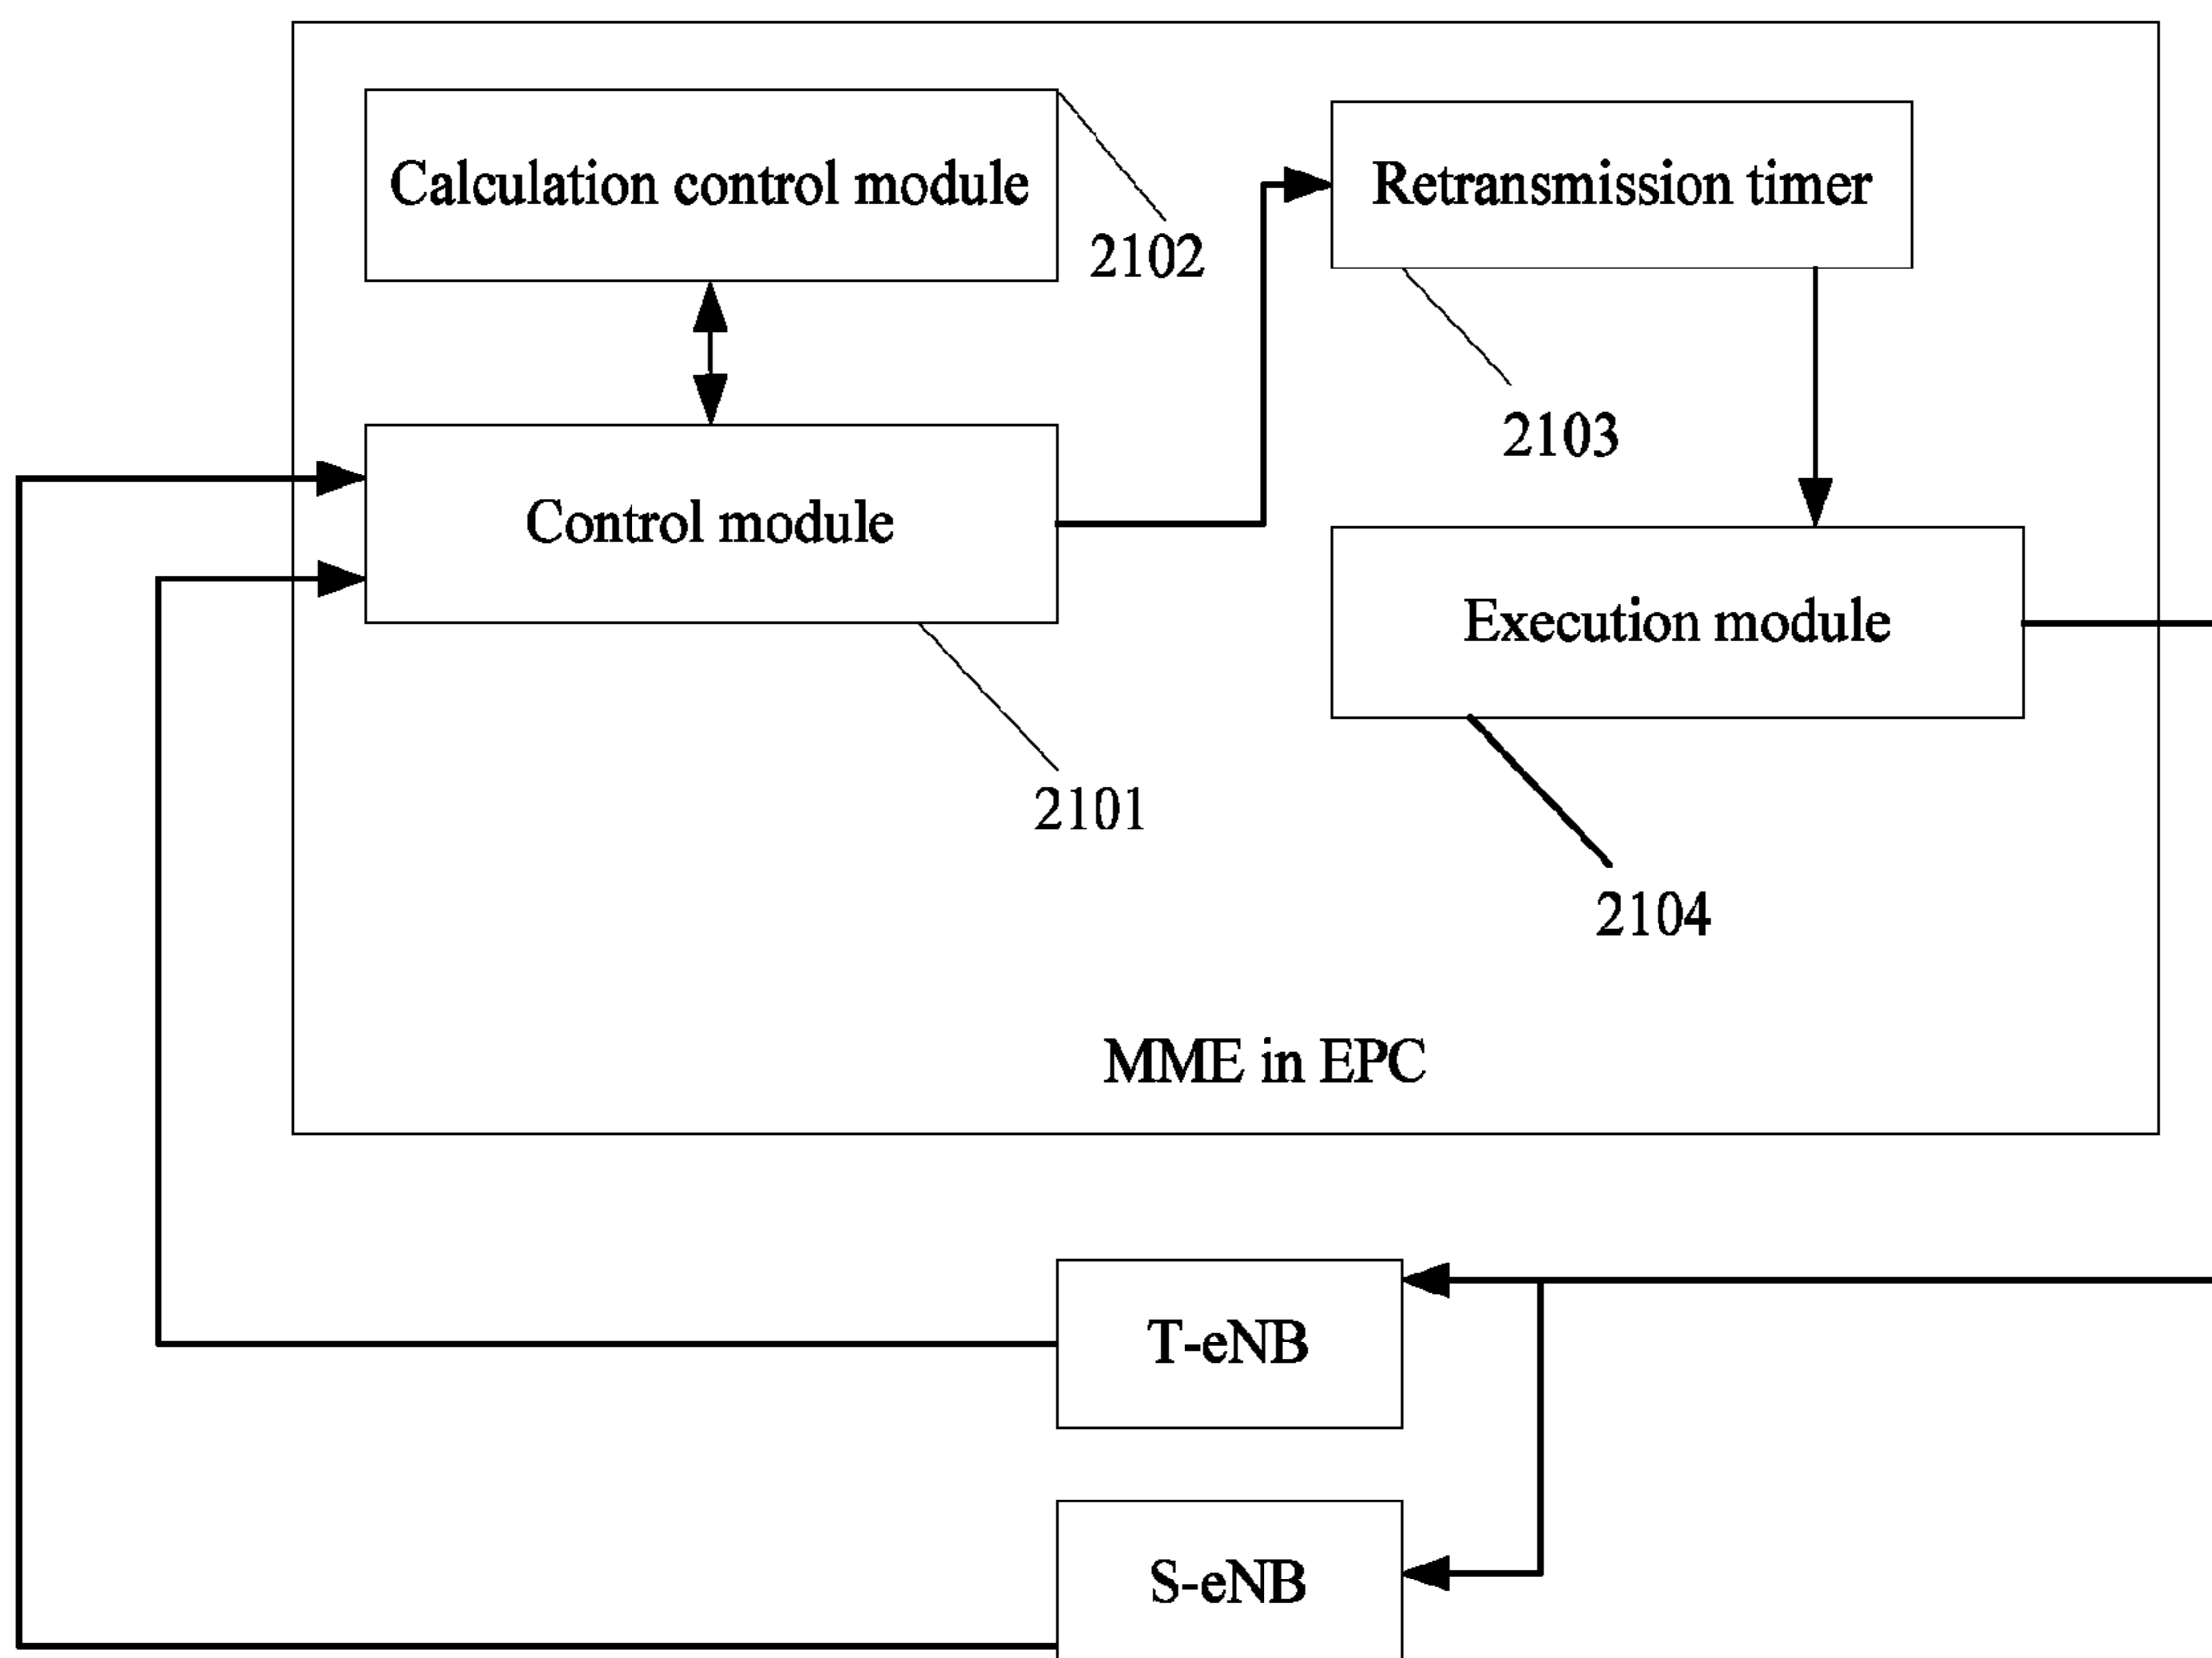 Calculation control module
2102
Retransmission timer
2103
Control module
2101
Execution module
2104
MME in EPC
T-eNB
S-eNB